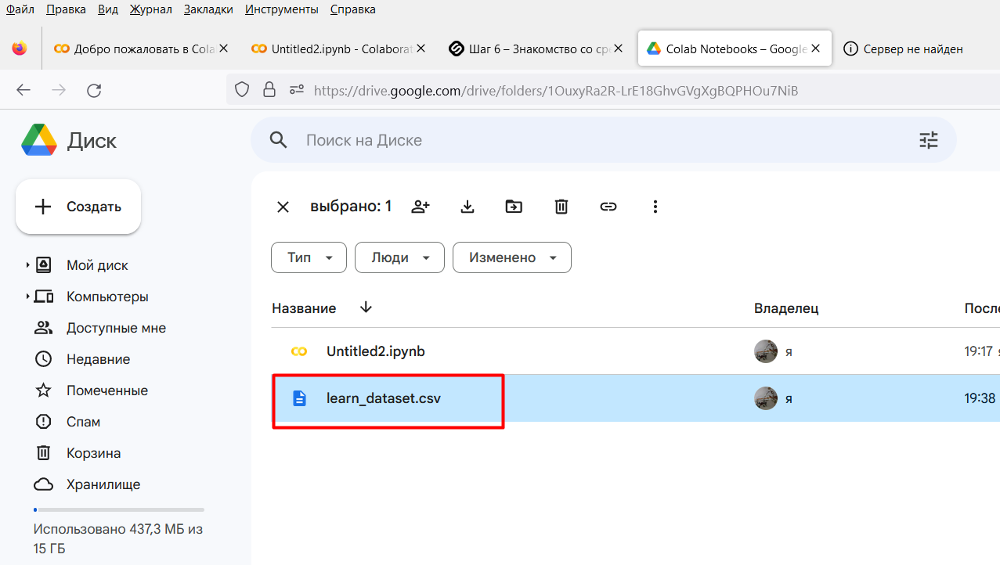 Файл Правка Вид Журнал Закладки Инструменты Справка
Добро пожаловать в Cola Untitled2.ipynb - Colaborat Шаг 6 – Знакомство со ср Colab Notebooks – Google Сервер не найден
https://drive.google.com/drive/folders/1OuxyRa2R-LrE18GhvGVgXgBQPHOu7NiB
Диск
Поиск на Диске
Создать
выбрано: 1
Тип Люди Изменено
Мой диск
Компьютеры
Доступные мне
Недавние
Помеченные
Спам
Корзина
Хранилище
Использовано 437,3 МБ из
15 ГБ
Название Владелец После
Untitled2.ipynb я 19:17
learn_dataset.csv я 19:38